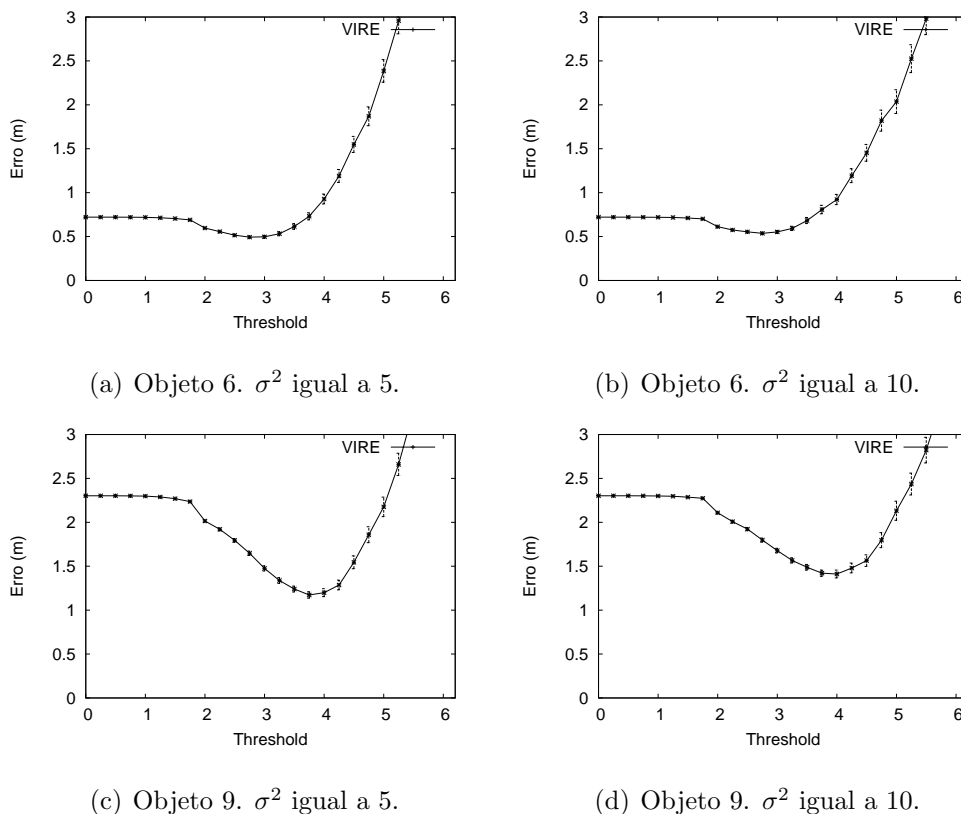 3
2.5
2
1.5
1
0.5
0
Erro (m)
VIRE
0 1 2 3 4 5 6
Threshold
(a) Objeto 6. σ² igual a 5.
3
2.5
2
1.5
1
0.5
0
Erro (m)
VIRE
0 1 2 3 4 5 6
Threshold
(b) Objeto 6. σ² igual a 10.
3
2.5
2
1.5
1
0.5
0
Erro (m)
VIRE
0 1 2 3 4 5 6
Threshold
(c) Objeto 9. σ² igual a 5.
3
2.5
2
1.5
1
0.5
0
Erro (m)
VIRE
0 1 2 3 4 5 6
Threshold
(d) Objeto 9. σ² igual a 10.